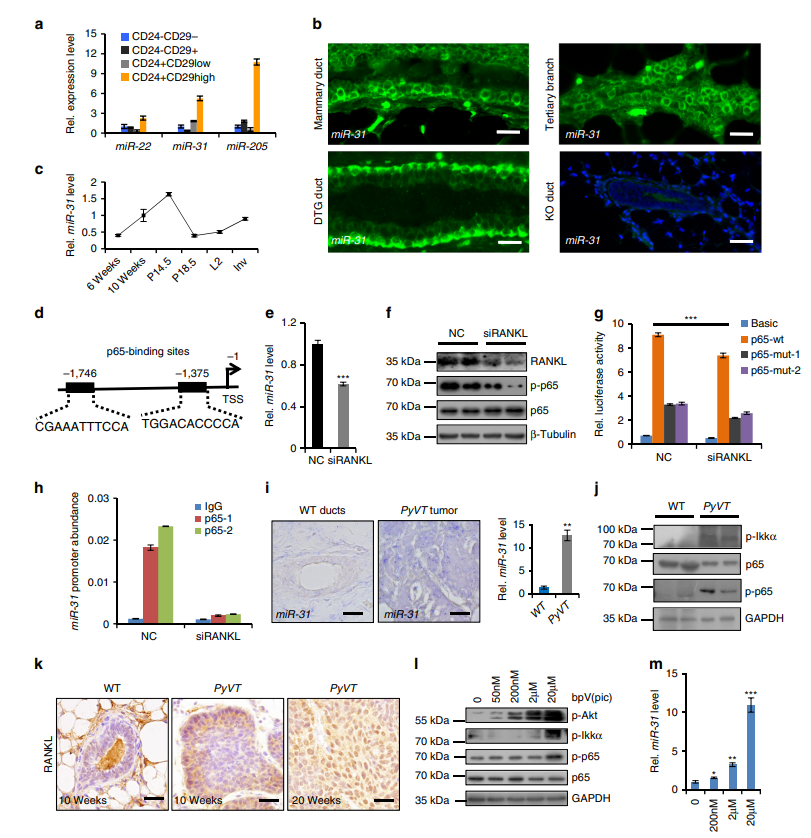 a
Rel. expression level
15
12
9
6
3
0
CD24-CD29–
CD24-CD29+
CD24+CD29low
CD24+CD29high
miR-22
miR-31
miR-205
b
Mammary duct
miR-31
Tertiary branch
miR-31
DTG duct
miR-31
KO duct
miR-31
c
Rel. miR-31 level
2
1.5
1
0.5
0
6 Weeks
10 Weeks
P14.5
P18.5
L2
Inv
d
p65-binding sites
–1,746
–1,375
–1
TSS
CGAAATTTCCA
TGGACACCCCA
e
Rel. miR-31 level
1.2
0.8
0.4
0
***
NC siRANKL
f
NC
siRANKL
35 kDa
RANKL
70 kDa
p-p65
70 kDa
p65
35 kDa
β-Tubulin
g
Rel. luciferase activity
10
8
6
4
2
0
***
Basic
p65-wt
p65-mut-1
p65-mut-2
NC
siRANKL
h
miR-31 promoter abundance
0.03
0.02
0.01
0
IgG
p65-1
p65-2
NC
siRANKL
i
WT ducts
PyVT tumor
miR-31
miR-31
Rel. miR-31 level
15
10
5
0
**
WT
PyVT
j
WT
PyVT
100 kDa
70 kDa
p-Ikkα
70 kDa
p65
70 kDa
p-p65
35 kDa
GAPDH
k
WT
PyVT
PyVT
RANKL
10 Weeks
10 Weeks
20 Weeks
l
0
50nM
200nM
2μM
20μM
bpV(pic)
55 kDa
p-Akt
70 kDa
p-Ikkα
70 kDa
p-p65
70 kDa
p65
35 kDa
GAPDH
m
Rel. miR-31 level
15
10
5
0
*
**
***
0
200nM
2μM
20μM